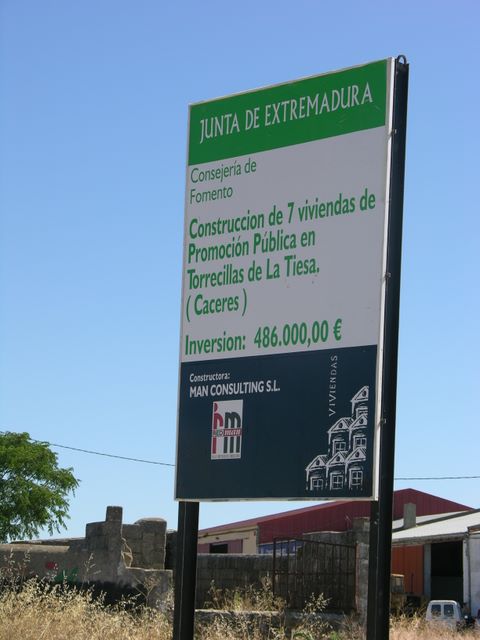 JUNTA DE EXTREMADURA
Consejería de
Fomento
Construccion de 7 viviendas de
Promoción Pública en
Torrecillas de La Tiesa,
( Caceres )
Inversion: 486.000,00 €
Constructora:
MAN CONSULTING S.L.
VIVIENDAS
man